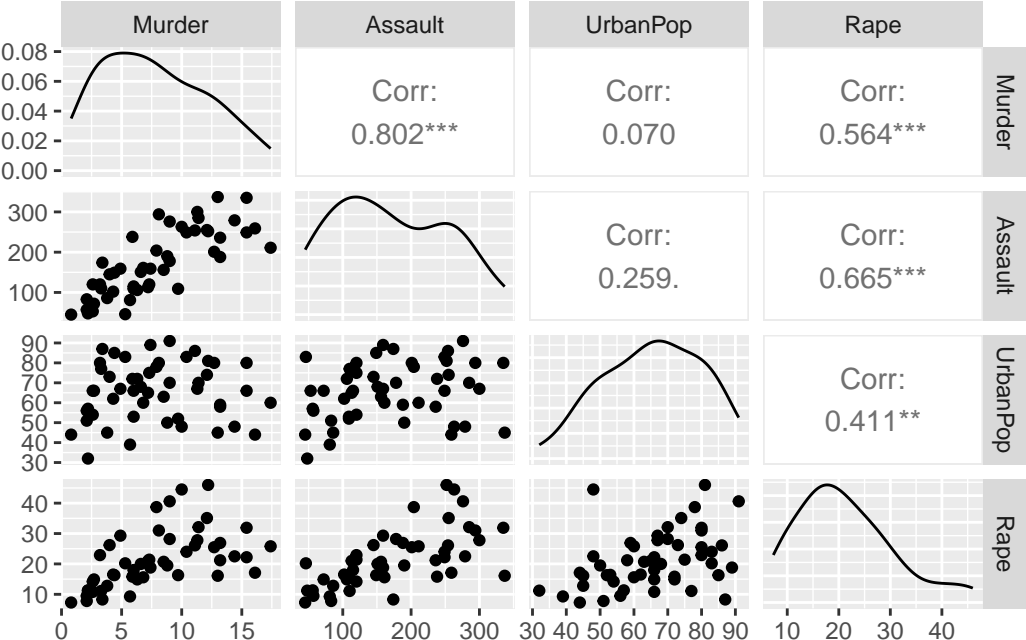 Murder Assault UrbanPop Rape
0.08
0.06
0.04
0.02
0.00
Corr:
0.802***
Corr:
0.070
Corr:
0.564***
Murder
300
200
100
Corr:
0.259.
Corr:
0.665***
Assault
90
80
70
60
50
40
30
Corr:
0.411**
UrbanPop
40
30
20
10
Rape
0 5 10 15 100 200 300 30 40 50 60 70 80 90 10 20 30 40